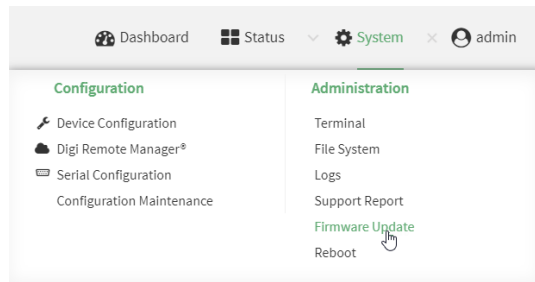 Dashboard Status System admin
Configuration
Device Configuration
Digi Remote Manager®
Serial Configuration
Configuration Maintenance
Administration
Terminal
File System
Logs
Support Report
Firmware Update
Reboot